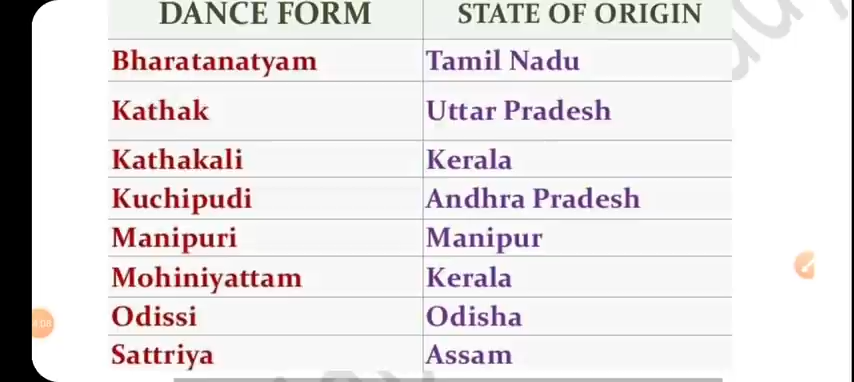 DANCE FORM STATE OF ORIGIN
Bharatanatyam Tamil Nadu
Kathak Uttar Pradesh
Kathakali Kerala
Kuchipudi Andhra Pradesh
Manipuri Manipur
Mohiniyattam Kerala
Odissi Odisha
Sattriya Assam